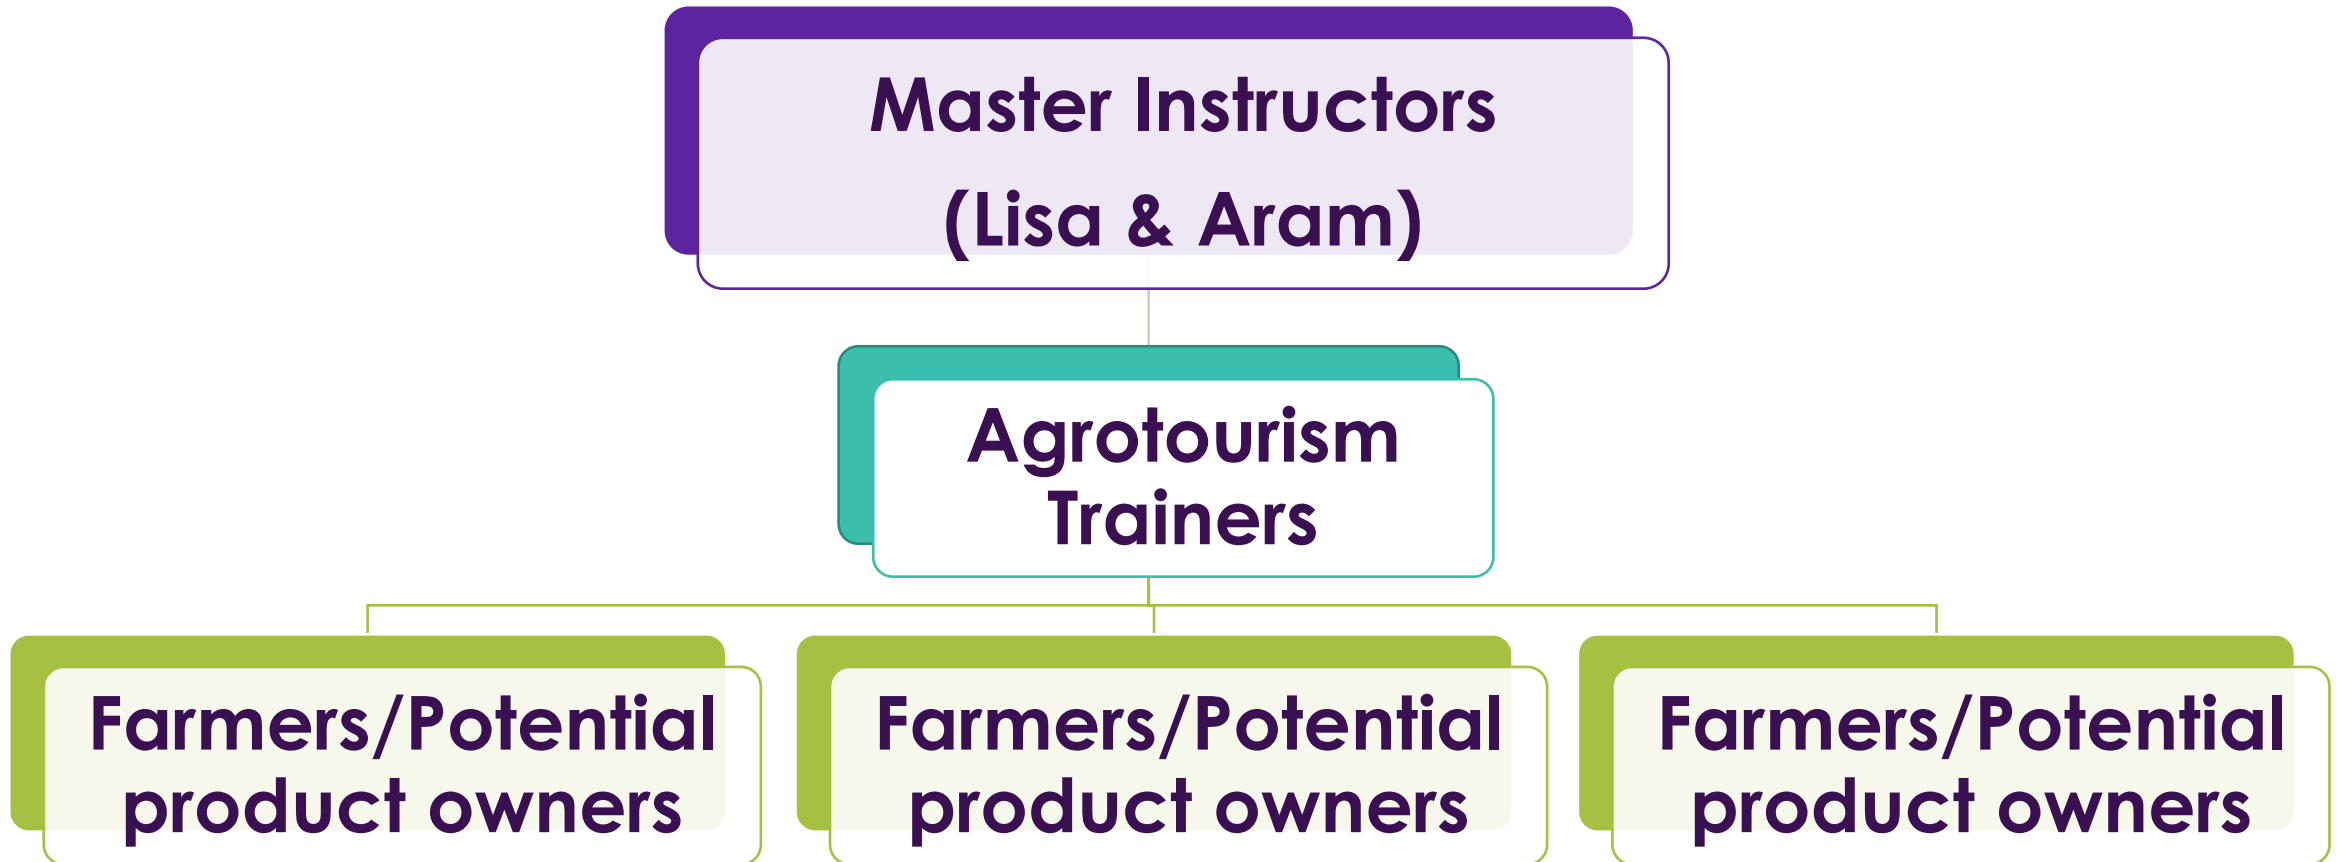 Master Instructors
(Lisa & Aram)
Agrotourism
Trainers
Farmers/Potential
product owners
Farmers/Potential
product owners
Farmers/Potential
product owners